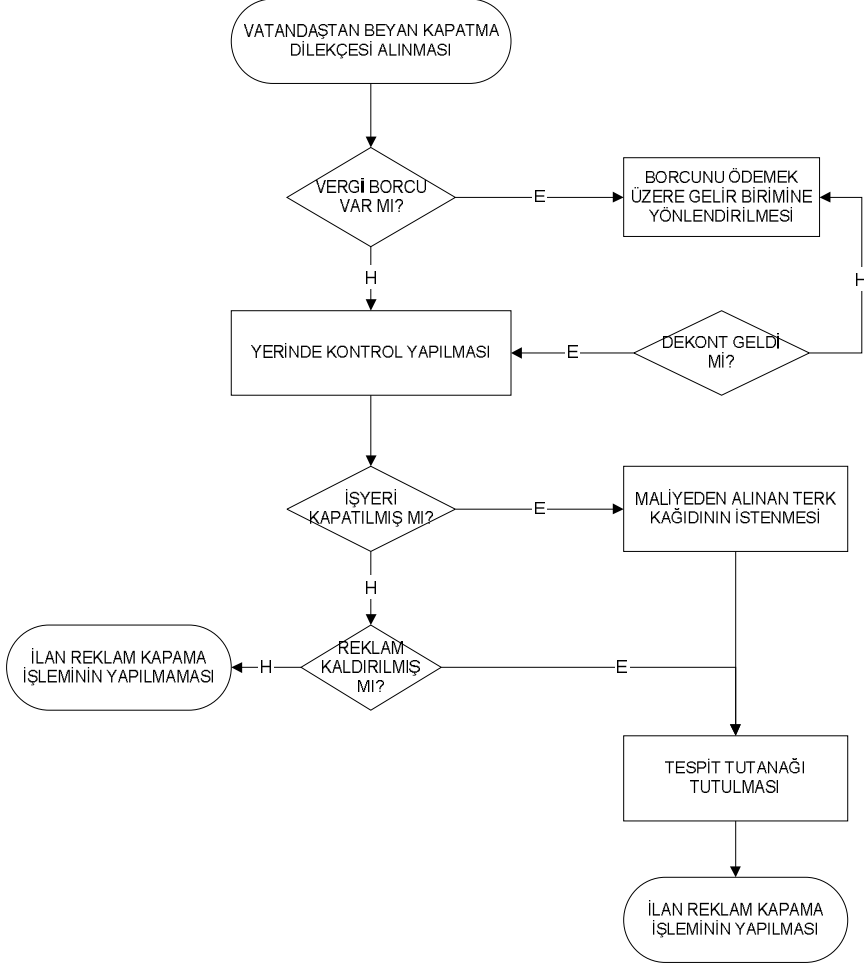 VATANDAŞTAN BEYAN KAPATMA
DİLEKÇESİ ALINMASI
VERGİ BORCU
VAR MI?
E
BORCUNU ÖDEMEK
ÜZERE GELİR BİRİMİNE
YÖNLENDİRİLMESİ
H
H
YERİNDE KONTROL YAPILMASI
E
DEKONT GELDİ
Mİ?
İŞYERİ
KAPATILMIŞ MI?
E
MALİYEDEN ALINAN TERK
KAĞIDININ İSTENMESİ
H
İLAN REKLAM KAPAMA
İŞLEMİNİN YAPILMAMASI
H
REKLAM
KALDIRILMIŞ
MI?
E
TESPİT TUTANAĞI
TUTULMASI
İLAN REKLAM KAPAMA
İŞLEMİNİN YAPILMASI